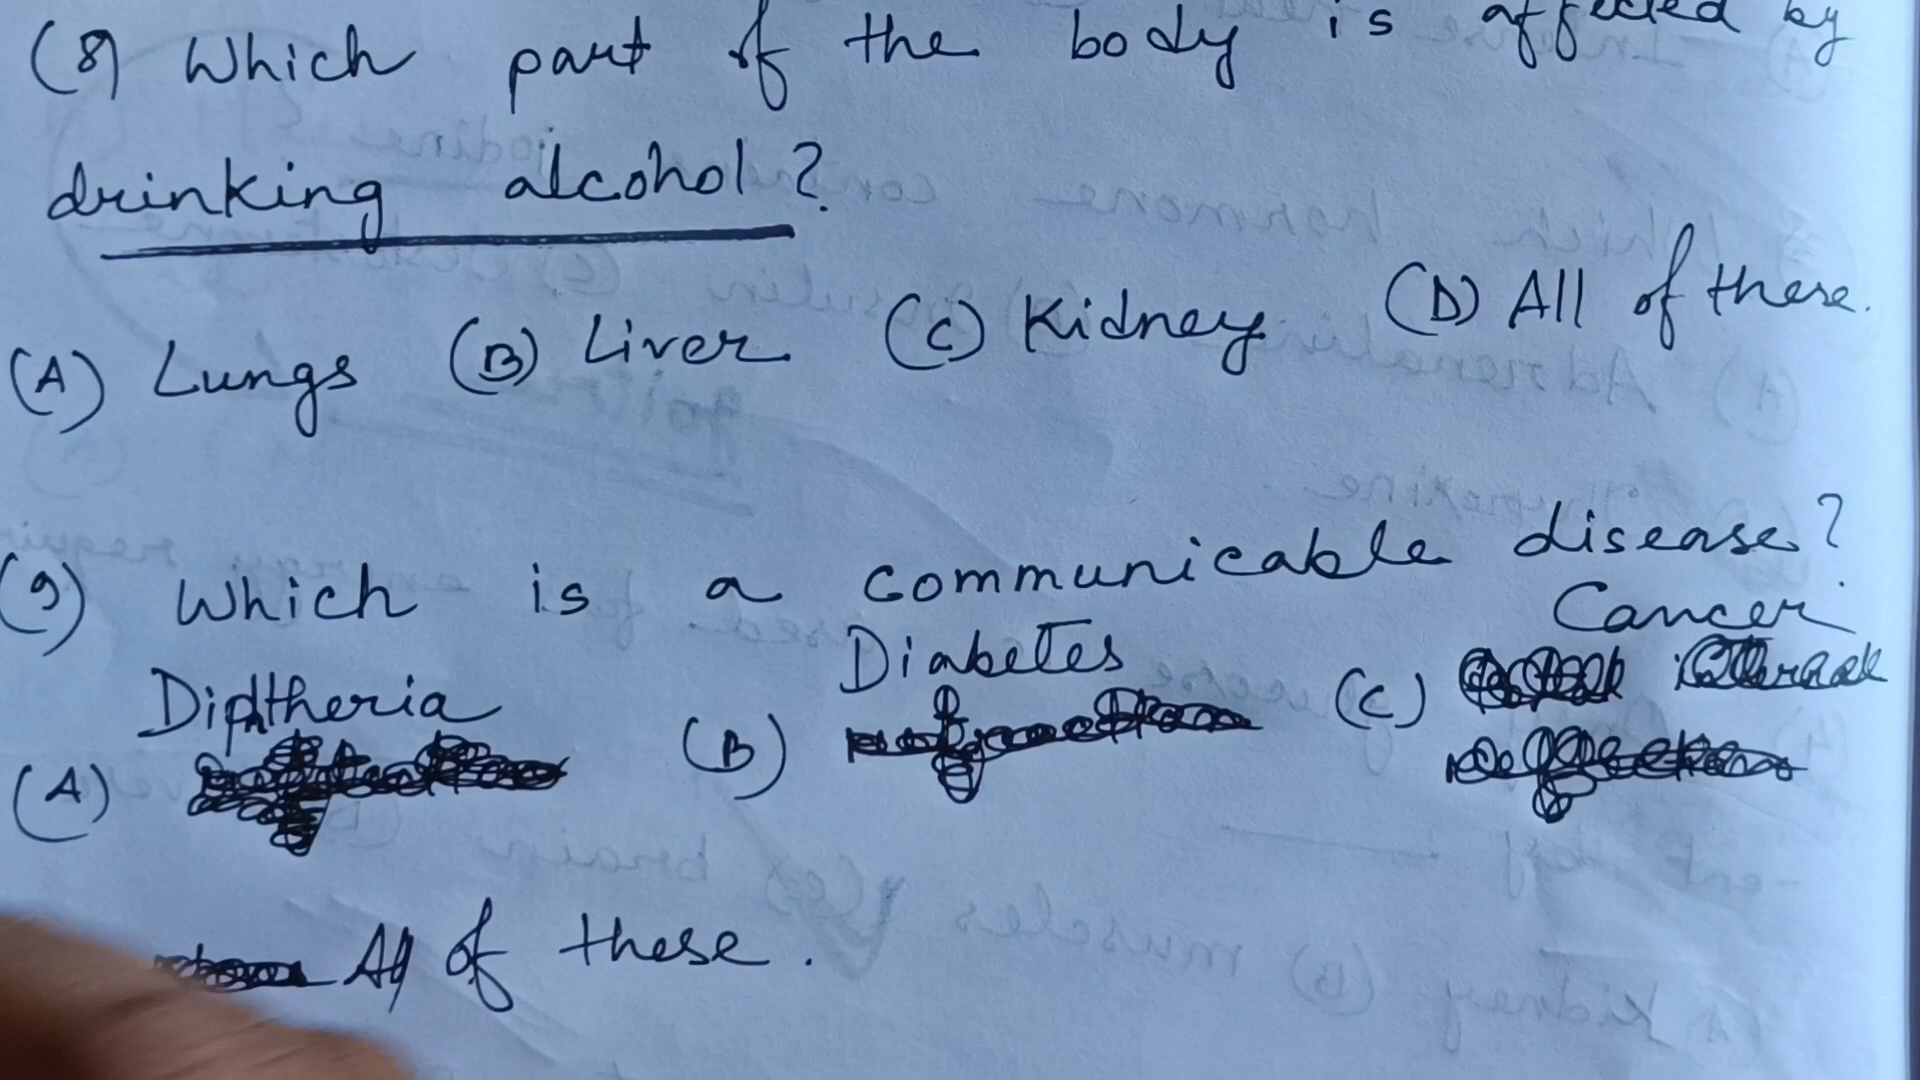 (8) Which part of the body is affected by
drinking alcohol?
(A) Lungs (B) Liver (C) Kidney (D) All of these.
(9) Which is a communicable disease?
(A) Diphtheria (B) Diabetes (C) Cancer
All of these.